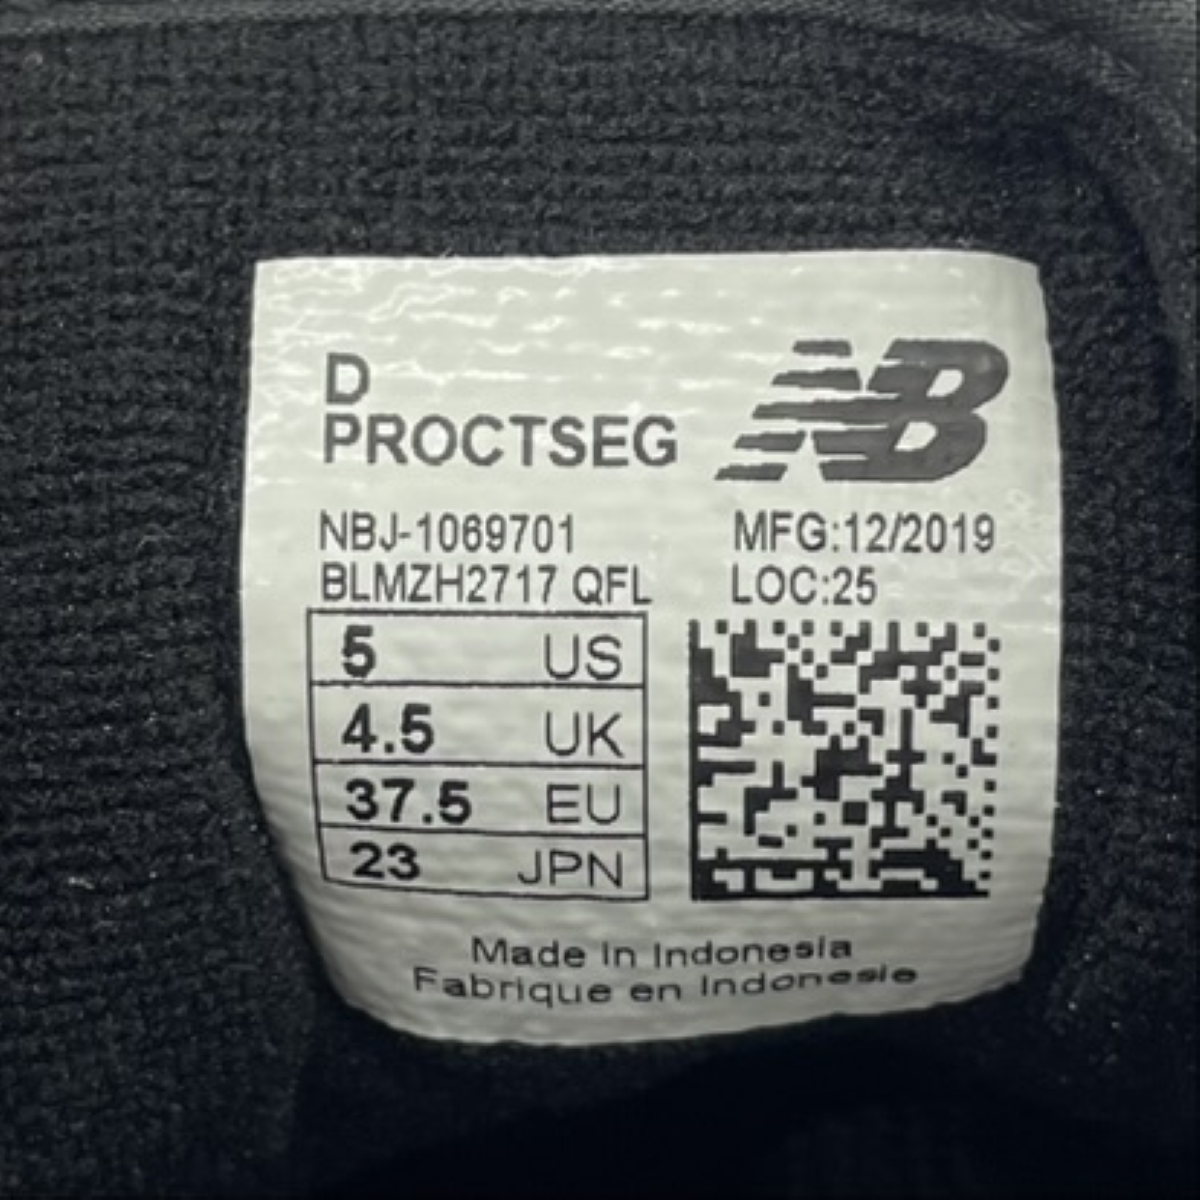 D
PROCTSEG
NB
NBJ-1069701
MFG:12/2019
BLMZH2717 QFL
LOC:25
5 US
4.5 UK
37.5 EU
23 JPN
Made In Indonesia
Fabrique en Indonesie